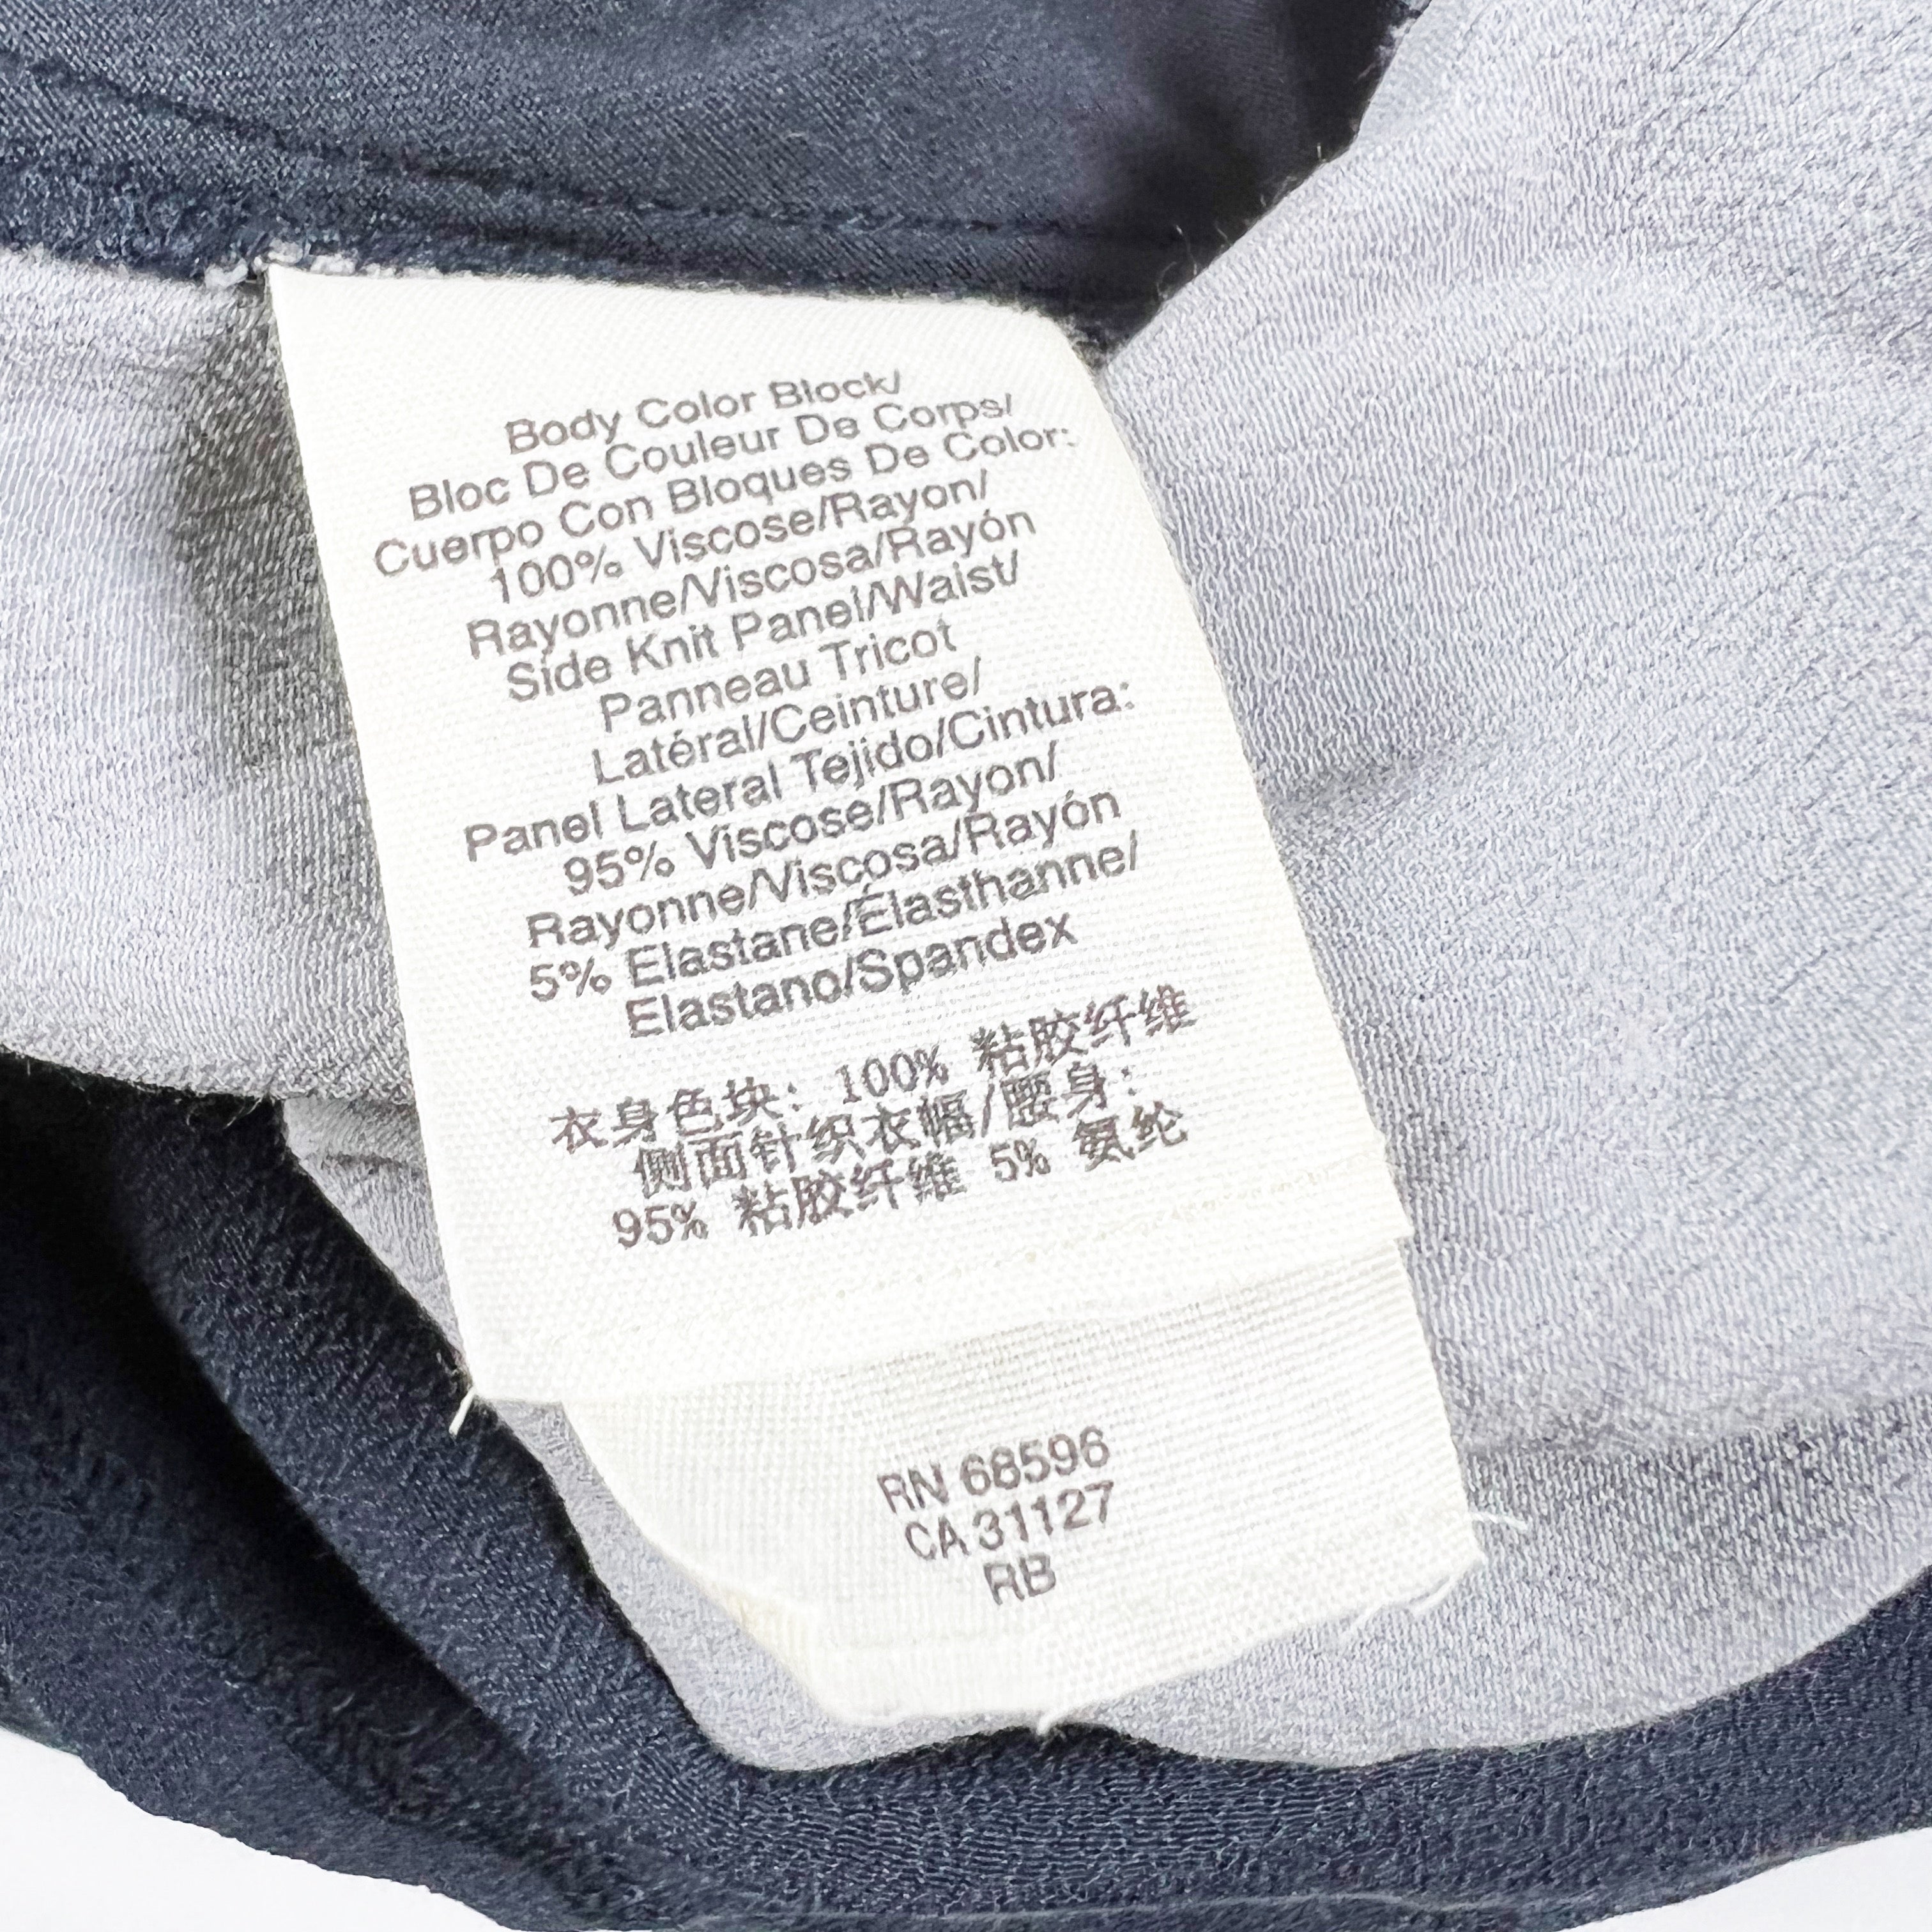 Body Color Block/
Bloc De Couleur De Corps/
Cuerpo Con Bloques De Color:
100% Viscose/Rayon/
Rayonne/Viscosa/Rayón
Side Knit Panel/Waist/
Panneau Tricot
Latéral/Ceinture/
Panel Lateral Tejido/Cintura:
95% Viscose/Rayon/
Rayonne/Viscosa/Rayón
5% Elastane/Élasthanne/
Elastano/Spandex
衣身色块: 100% 粘胶纤维
侧面针织衣幅/腰身:
95% 粘胶纤维 5% 氨纶
RN 68596
CA 31127
RB